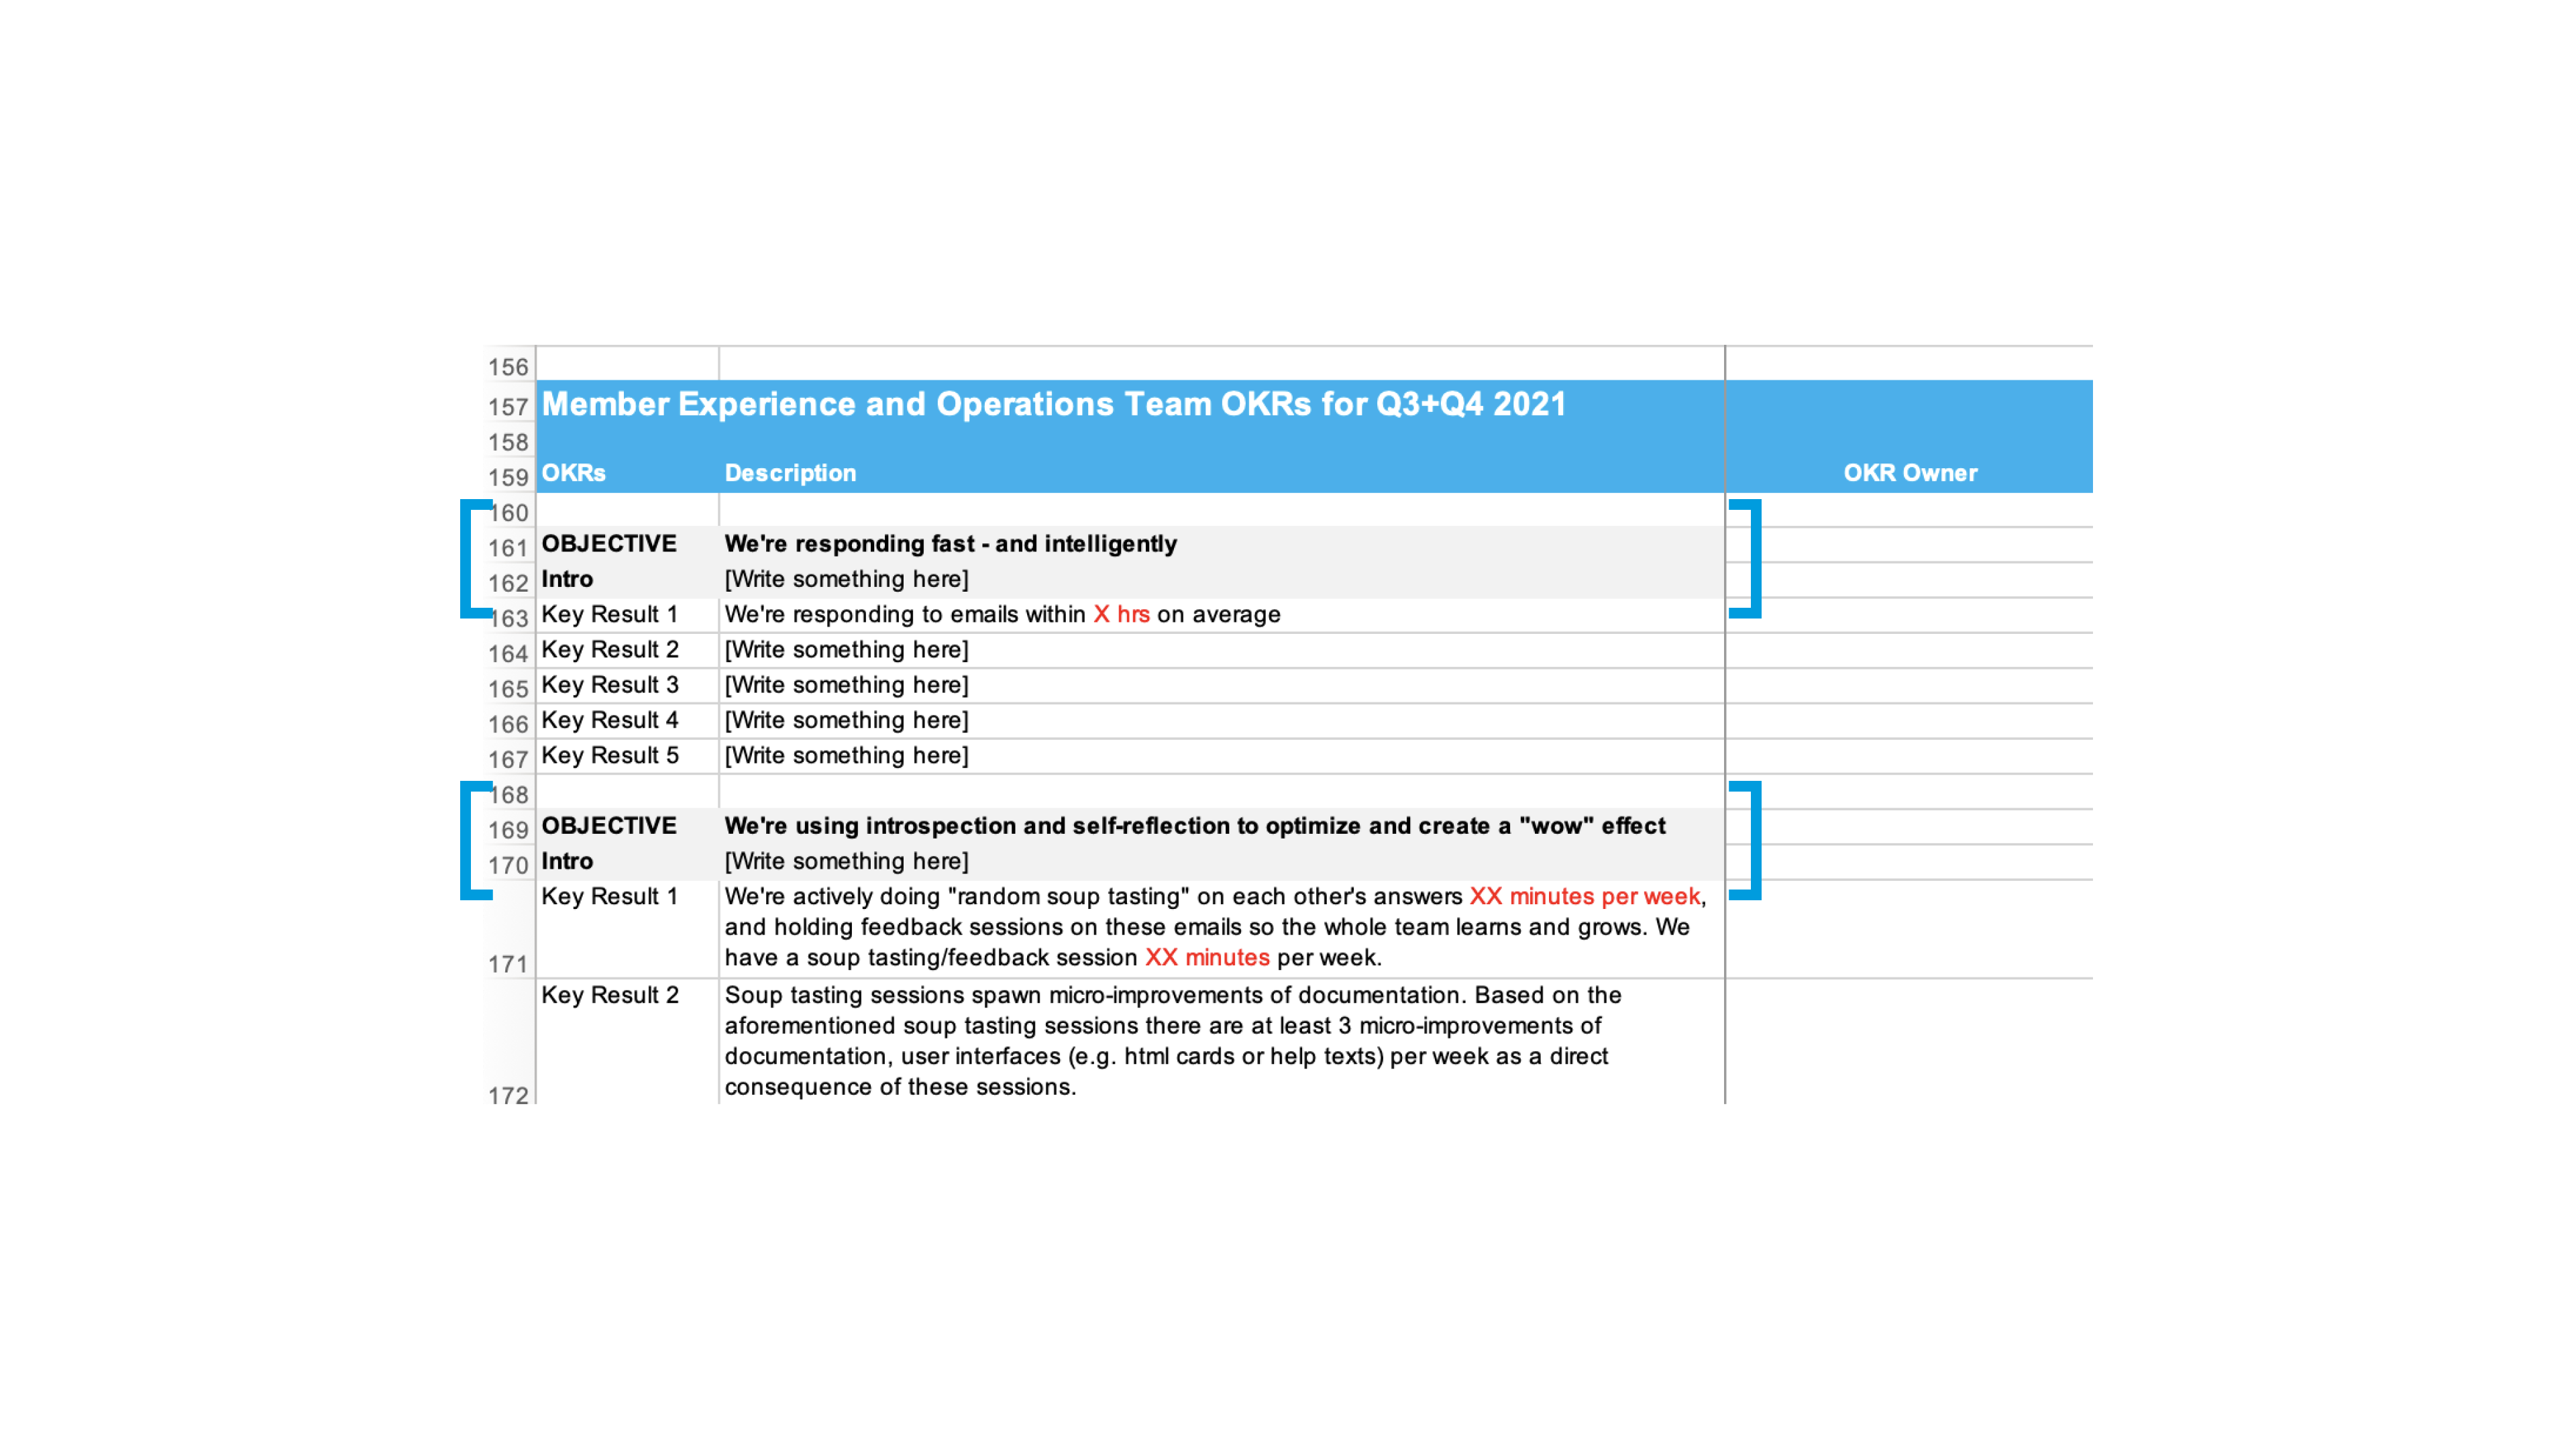 156
157 Member Experience and Operations Team OKRs for Q3+Q4 2021
158
159 OKRs Description OKR Owner
160
161 OBJECTIVE We're responding fast - and intelligently
162 Intro [Write something here]
163 Key Result 1 We're responding to emails within X hrs on average
164 Key Result 2 [Write something here]
165 Key Result 3 [Write something here]
166 Key Result 4 [Write something here]
167 Key Result 5 [Write something here]
168
169 OBJECTIVE We're using introspection and self-reflection to optimize and create a "wow" effect
170 Intro [Write something here]
Key Result 1 We're actively doing "random soup tasting" on each other's answers XX minutes per week,
and holding feedback sessions on these emails so the whole team learns and grows. We
171 have a soup tasting/feedback session XX minutes per week.
Key Result 2 Soup tasting sessions spawn micro-improvements of documentation. Based on the
aforementioned soup tasting sessions there are at least 3 micro-improvements of
documentation, user interfaces (e.g. html cards or help texts) per week as a direct
172 consequence of these sessions.